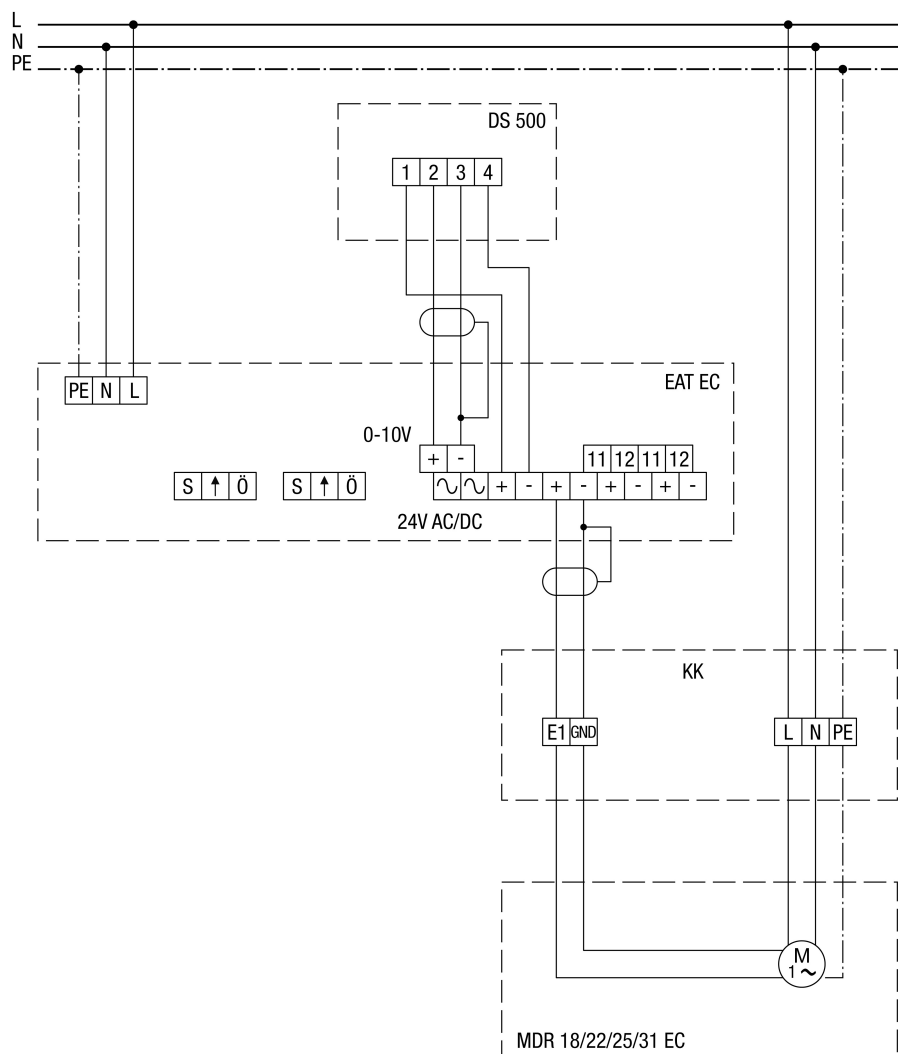 L
N
PE
DS 500
1 2 3 4
EAT EC
PE N L
0-10V
+ -
11 12 11 12
S ↑ Ö S ↑ Ö
∿ ∿ + - + - + - + -
24V AC/DC
KK
E1 GND L N PE
M
1~
MDR 18/22/25/31 EC